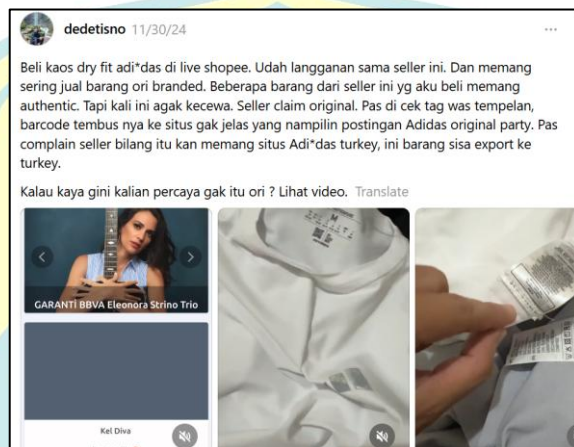 dedetisno 11/30/24
Beli kaos dry fit adi*das di live shopee. Udah langganan sama seller ini. Dan memang
sering jual barang ori branded. Beberapa barang dari seller ini yg aku beli memang
authentic. Tapi kali ini agak kecewa. Seller claim original. Pas di cek tag was tempelan,
barcode tembus nya ke situs gak jelas yang nampilin postingan Adidas original party. Pas
complain seller bilang itu kan memang situs Adi*das turkey, ini barang sisa export ke
turkey.
Kalau kaya gini kalian percaya gak itu ori ? Lihat video. Translate
GARANTİ BBVA Eleonora Strino Trio
Kel Diva
M